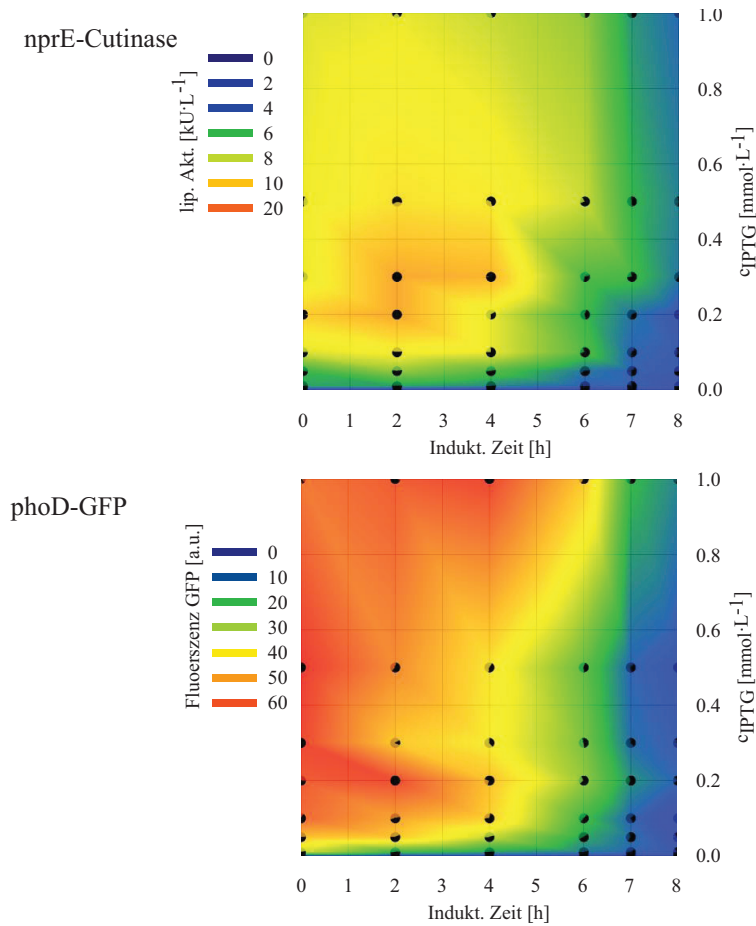 nprE-Cutinase
lip. Akt. [kU·L⁻¹]
0
2
4
6
8
10
20
1.0
0.8
0.6
0.4
0.2
0.0
cIPTG [mmol·L⁻¹]
0 1 2 3 4 5 6 7 8
Indukt. Zeit [h]
phoD-GFP
Fluoerszenz GFP [a.u.]
0
10
20
30
40
50
60
1.0
0.8
0.6
0.4
0.2
0.0
cIPTG [mmol·L⁻¹]
0 1 2 3 4 5 6 7 8
Indukt. Zeit [h]